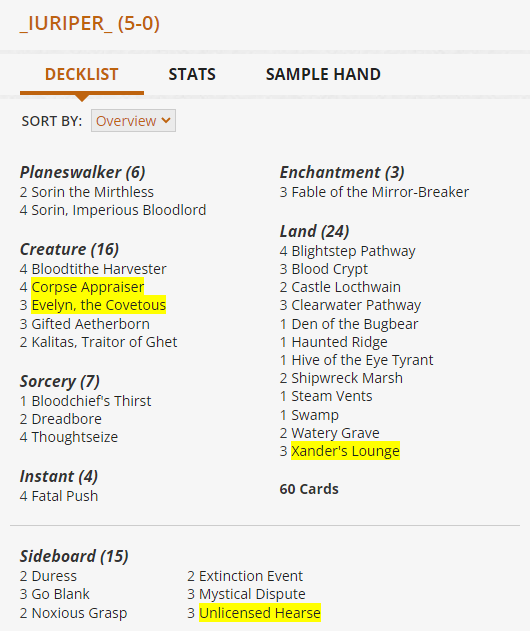 _IURIPER_ (5-0)
DECKLIST
STATS
SAMPLE HAND
SORT BY: Overview
Planeswalker (6)
2 Sorin the Mirthless
4 Sorin, Imperious Bloodlord
Creature (16)
4 Bloodtithe Harvester
4 Corpse Appraiser
3 Evelyn, the Covetous
3 Gifted Aetherborn
2 Kalitas, Traitor of Ghet
Sorcery (7)
1 Bloodchief's Thirst
2 Dreadbore
4 Thoughtseize
Instant (4)
4 Fatal Push
Enchantment (3)
3 Fable of the Mirror-Breaker
Land (24)
4 Blightstep Pathway
3 Blood Crypt
2 Castle Locthwain
3 Clearwater Pathway
1 Den of the Bugbear
1 Haunted Ridge
1 Hive of the Eye Tyrant
2 Shipwreck Marsh
1 Steam Vents
1 Swamp
2 Watery Grave
3 Xander's Lounge
60 Cards
Sideboard (15)
2 Duress
3 Go Blank
2 Noxious Grasp
2 Extinction Event
3 Mystical Dispute
3 Unlicensed Hearse